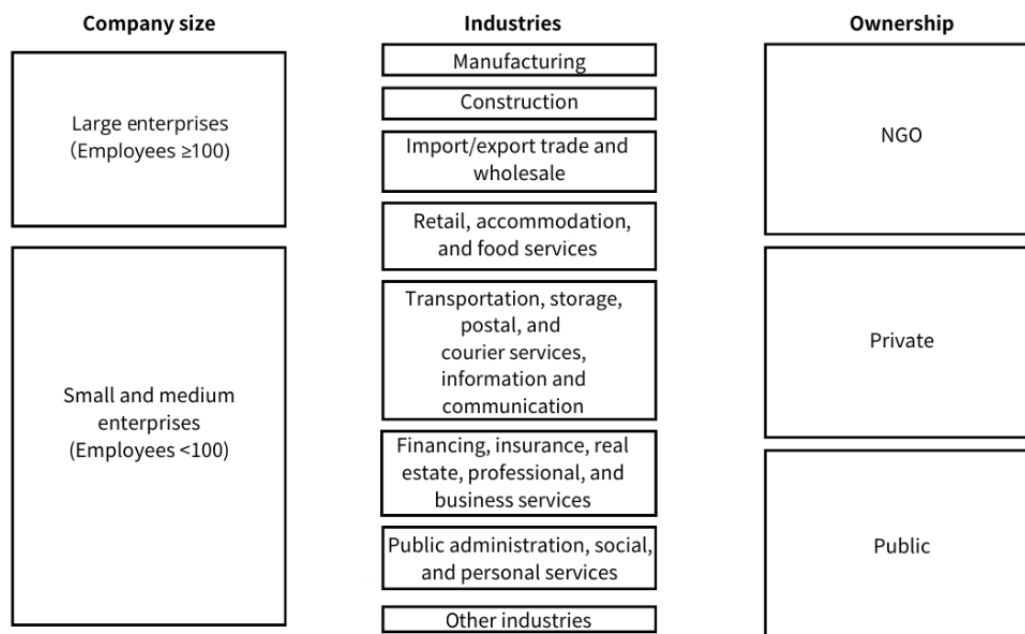 Company size
Large enterprises
(Employees ≥100)
Small and medium
enterprises
(Employees <100)
Industries
Manufacturing
Construction
Import/export trade and
wholesale
Retail, accommodation,
and food services
Transportation, storage,
postal, and
courier services,
information and
communication
Financing, insurance, real
estate, professional, and
business services
Public administration, social,
and personal services
Other industries
Ownership
NGO
Private
Public